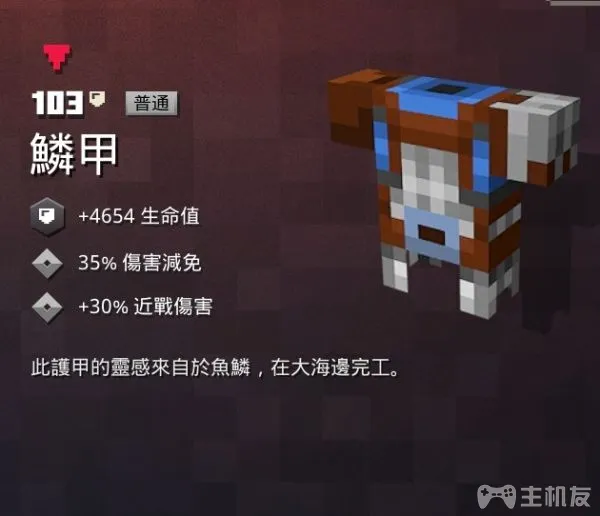 103
普通
鱗甲
+4654 生命值
35% 傷害減免
+30% 近戰傷害
此護甲的靈感來自於魚鱗，在大海邊完工。
主机友